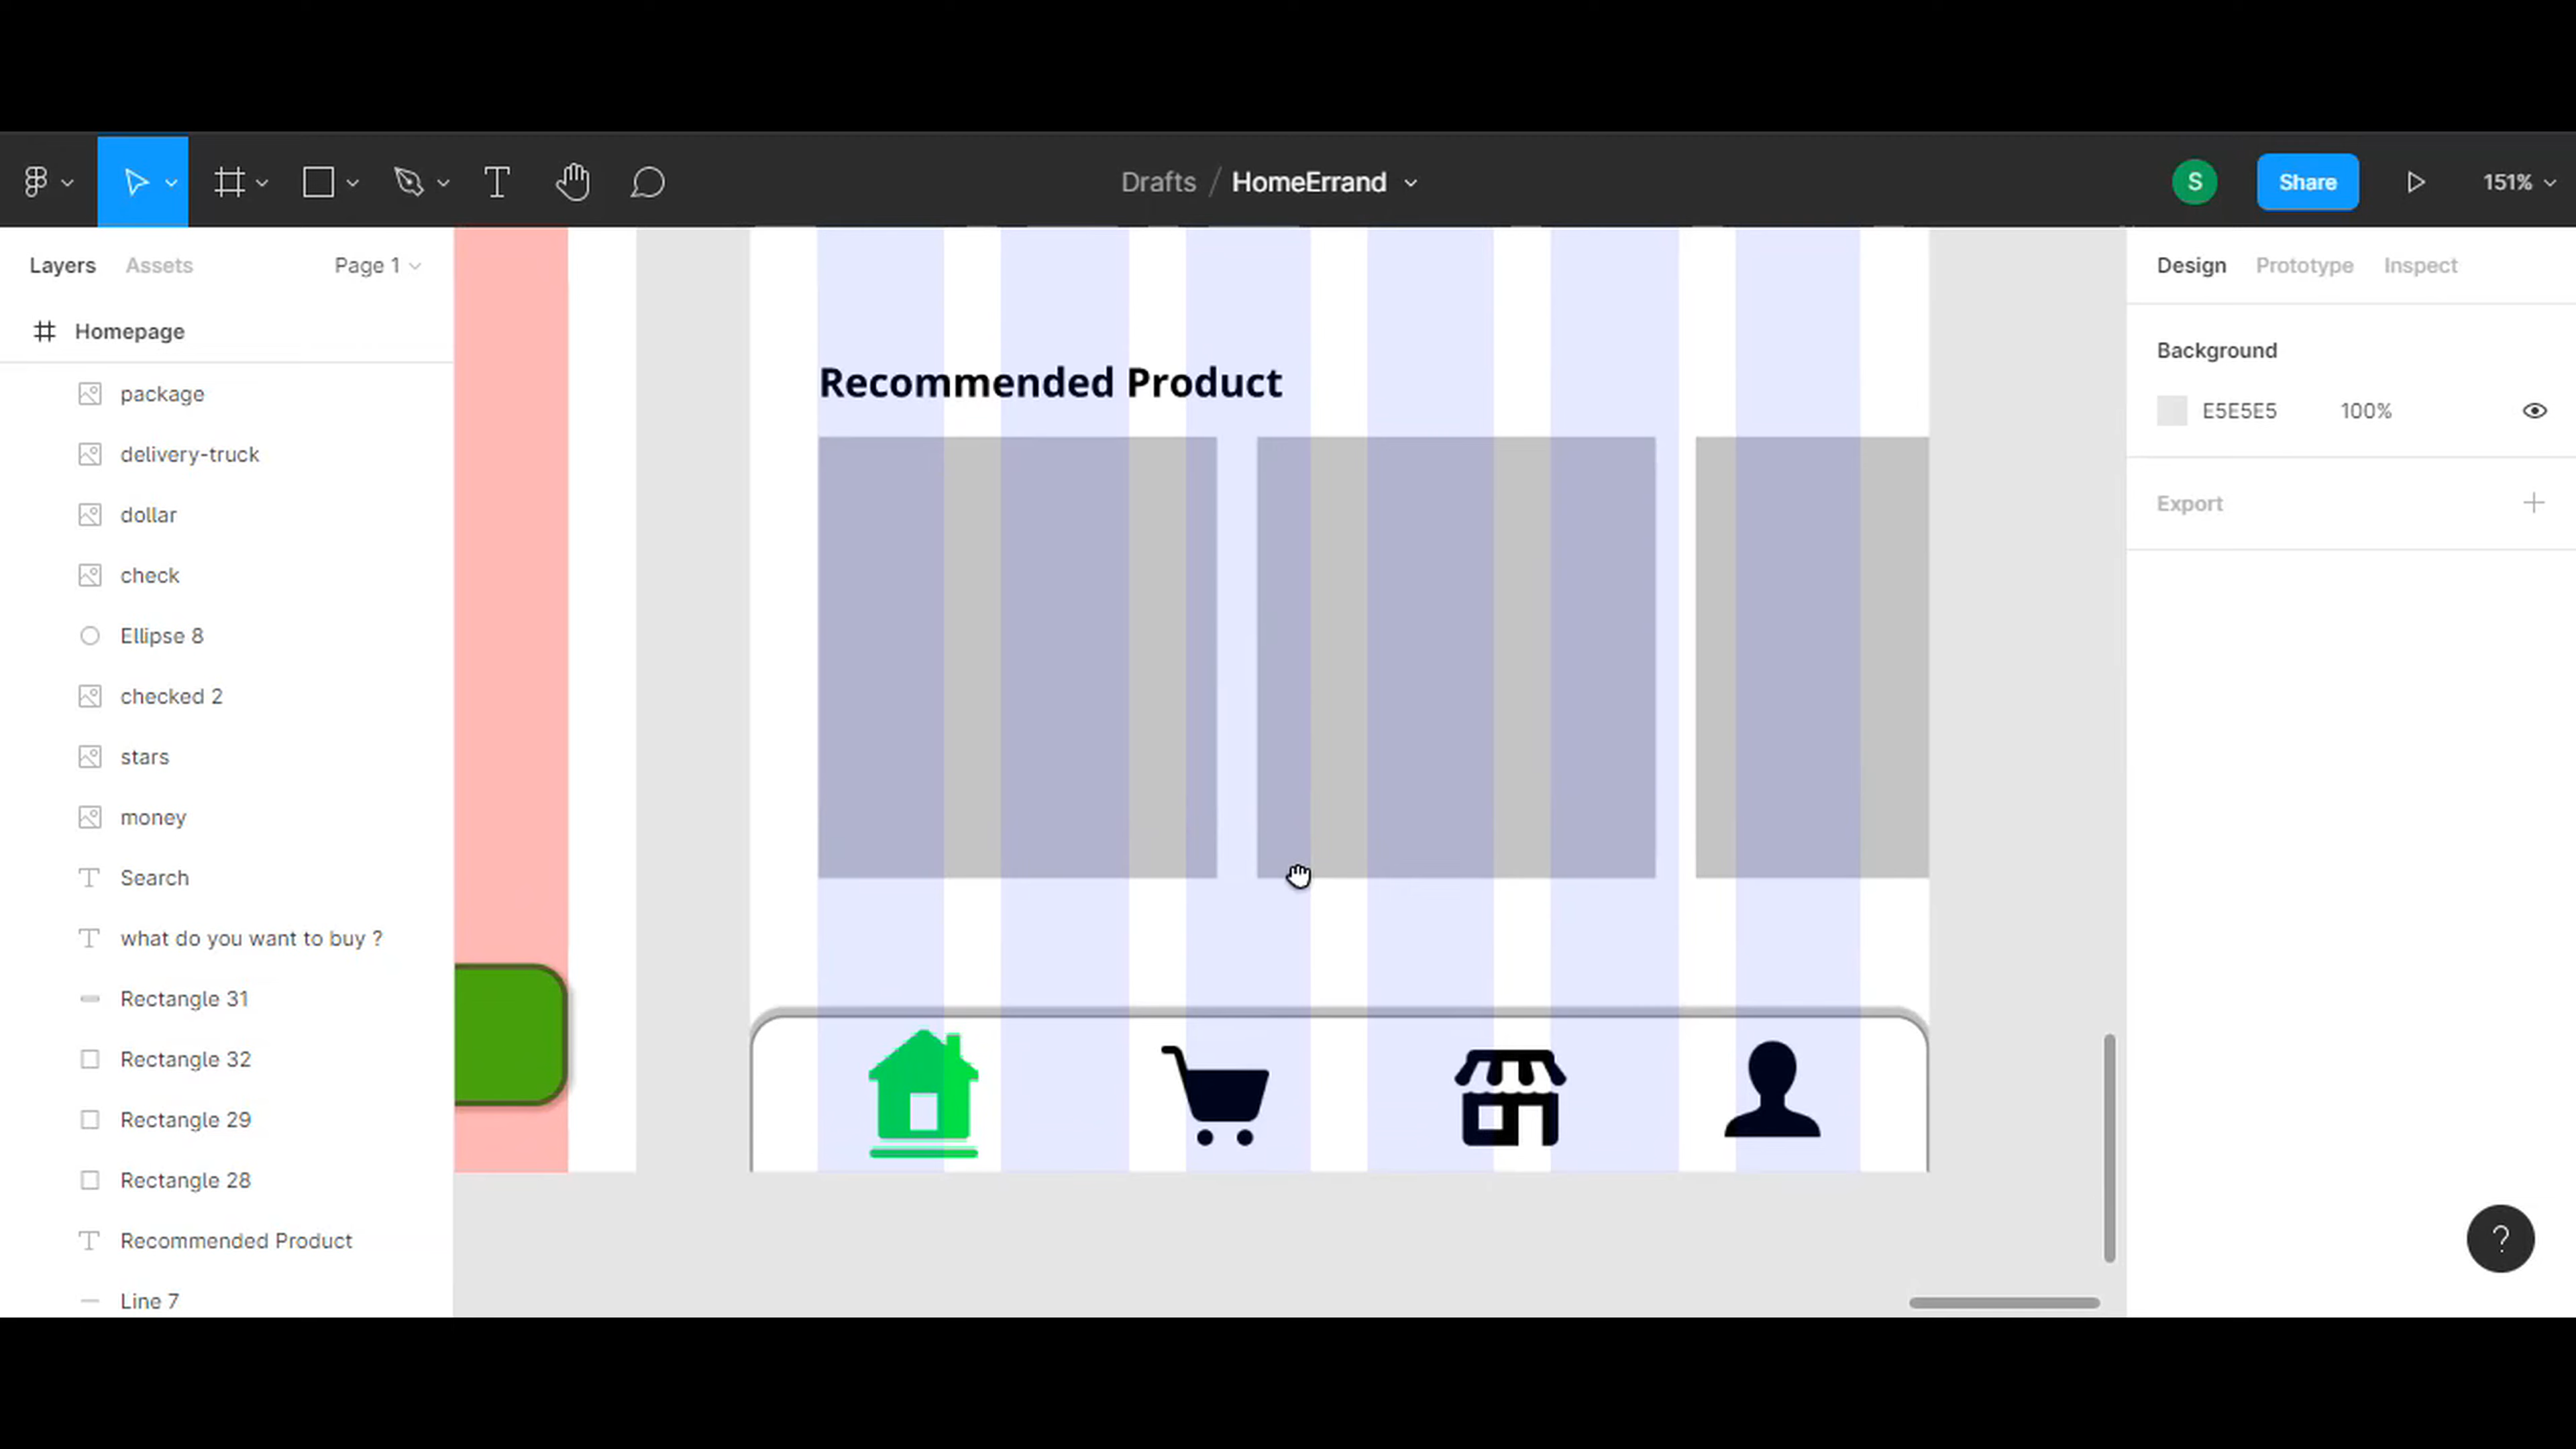 Drafts / HomeErrand
S
Share
151%
Layers
Assets
Page 1
Homepage
package
delivery-truck
dollar
check
Ellipse 8
checked 2
stars
money
Search
what do you want to buy ?
Rectangle 31
Rectangle 32
Rectangle 29
Rectangle 28
Recommended Product
Line 7
Recommended Product
Design
Prototype
Inspect
Background
E5E5E5
100%
Export
?